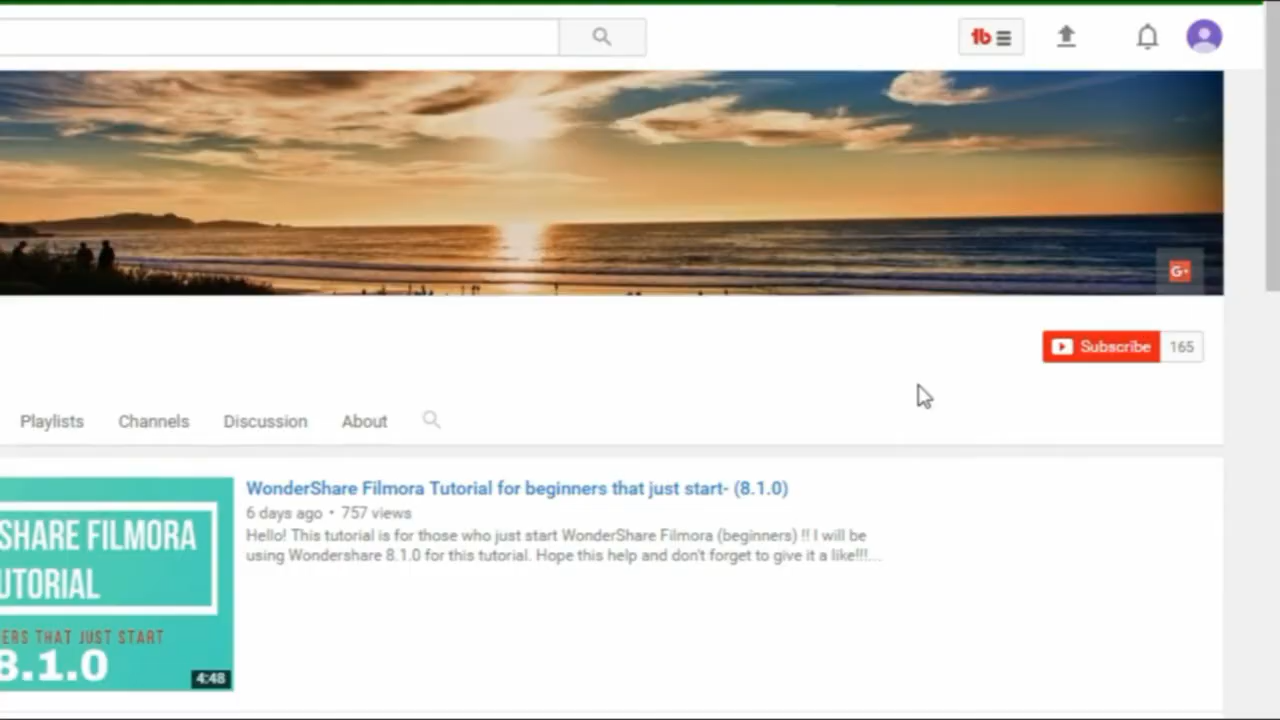 tb
G+
Subscribe 165
Playlists Channels Discussion About
SHARE FILMORA
UTORIAL
ERS THAT JUST START
8.1.0
4:48
WonderShare Filmora Tutorial for beginners that just start- (8.1.0)
6 days ago • 757 views
Hello! This tutorial is for those who just start WonderShare Filmora (beginners) !! I will be
using Wondershare 8.1.0 for this tutorial. Hope this help and don't forget to give it a like!!!...